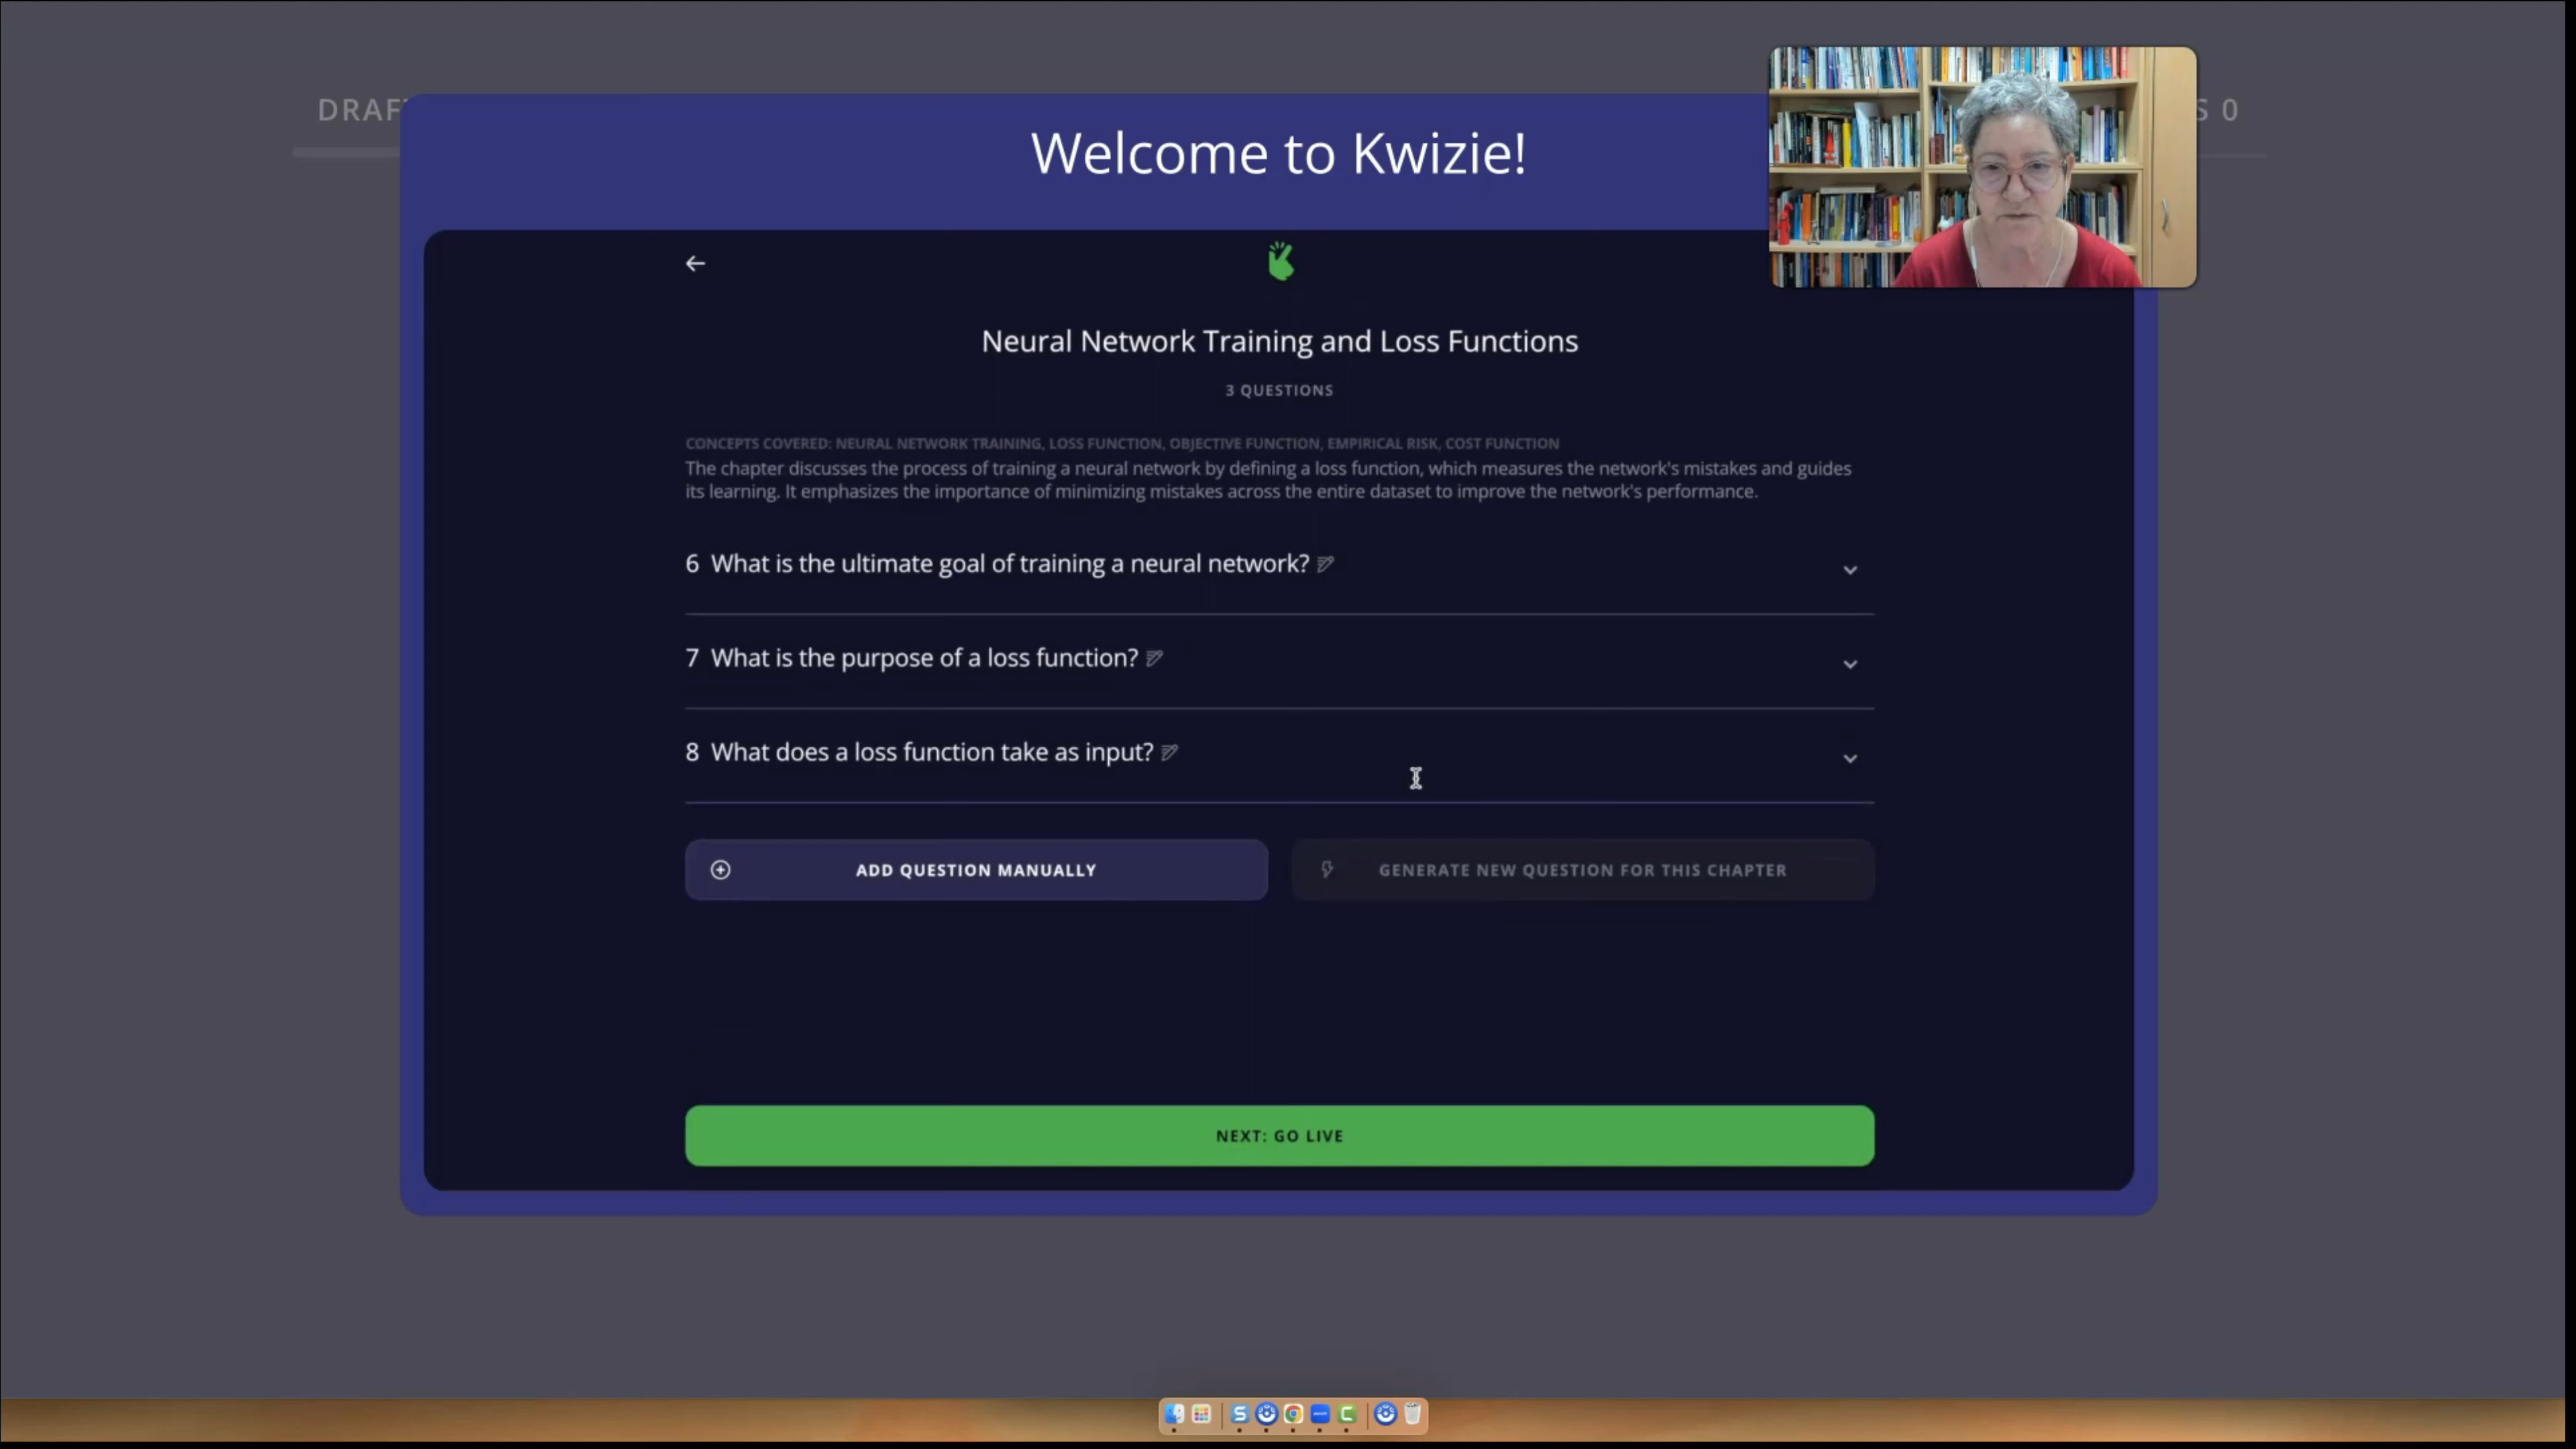 DRAF
S 0
Welcome to Kwizie!
Neural Network Training and Loss Functions
3 QUESTIONS
CONCEPTS COVERED: NEURAL NETWORK TRAINING, LOSS FUNCTION, OBJECTIVE FUNCTION, EMPIRICAL RISK, COST FUNCTION
The chapter discusses the process of training a neural network by defining a loss function, which measures the network's mistakes and guides
its learning. It emphasizes the importance of minimizing mistakes across the entire dataset to improve the network's performance.
6 What is the ultimate goal of training a neural network?
7 What is the purpose of a loss function?
8 What does a loss function take as input?
ADD QUESTION MANUALLY
GENERATE NEW QUESTION FOR THIS CHAPTER
NEXT: GO LIVE